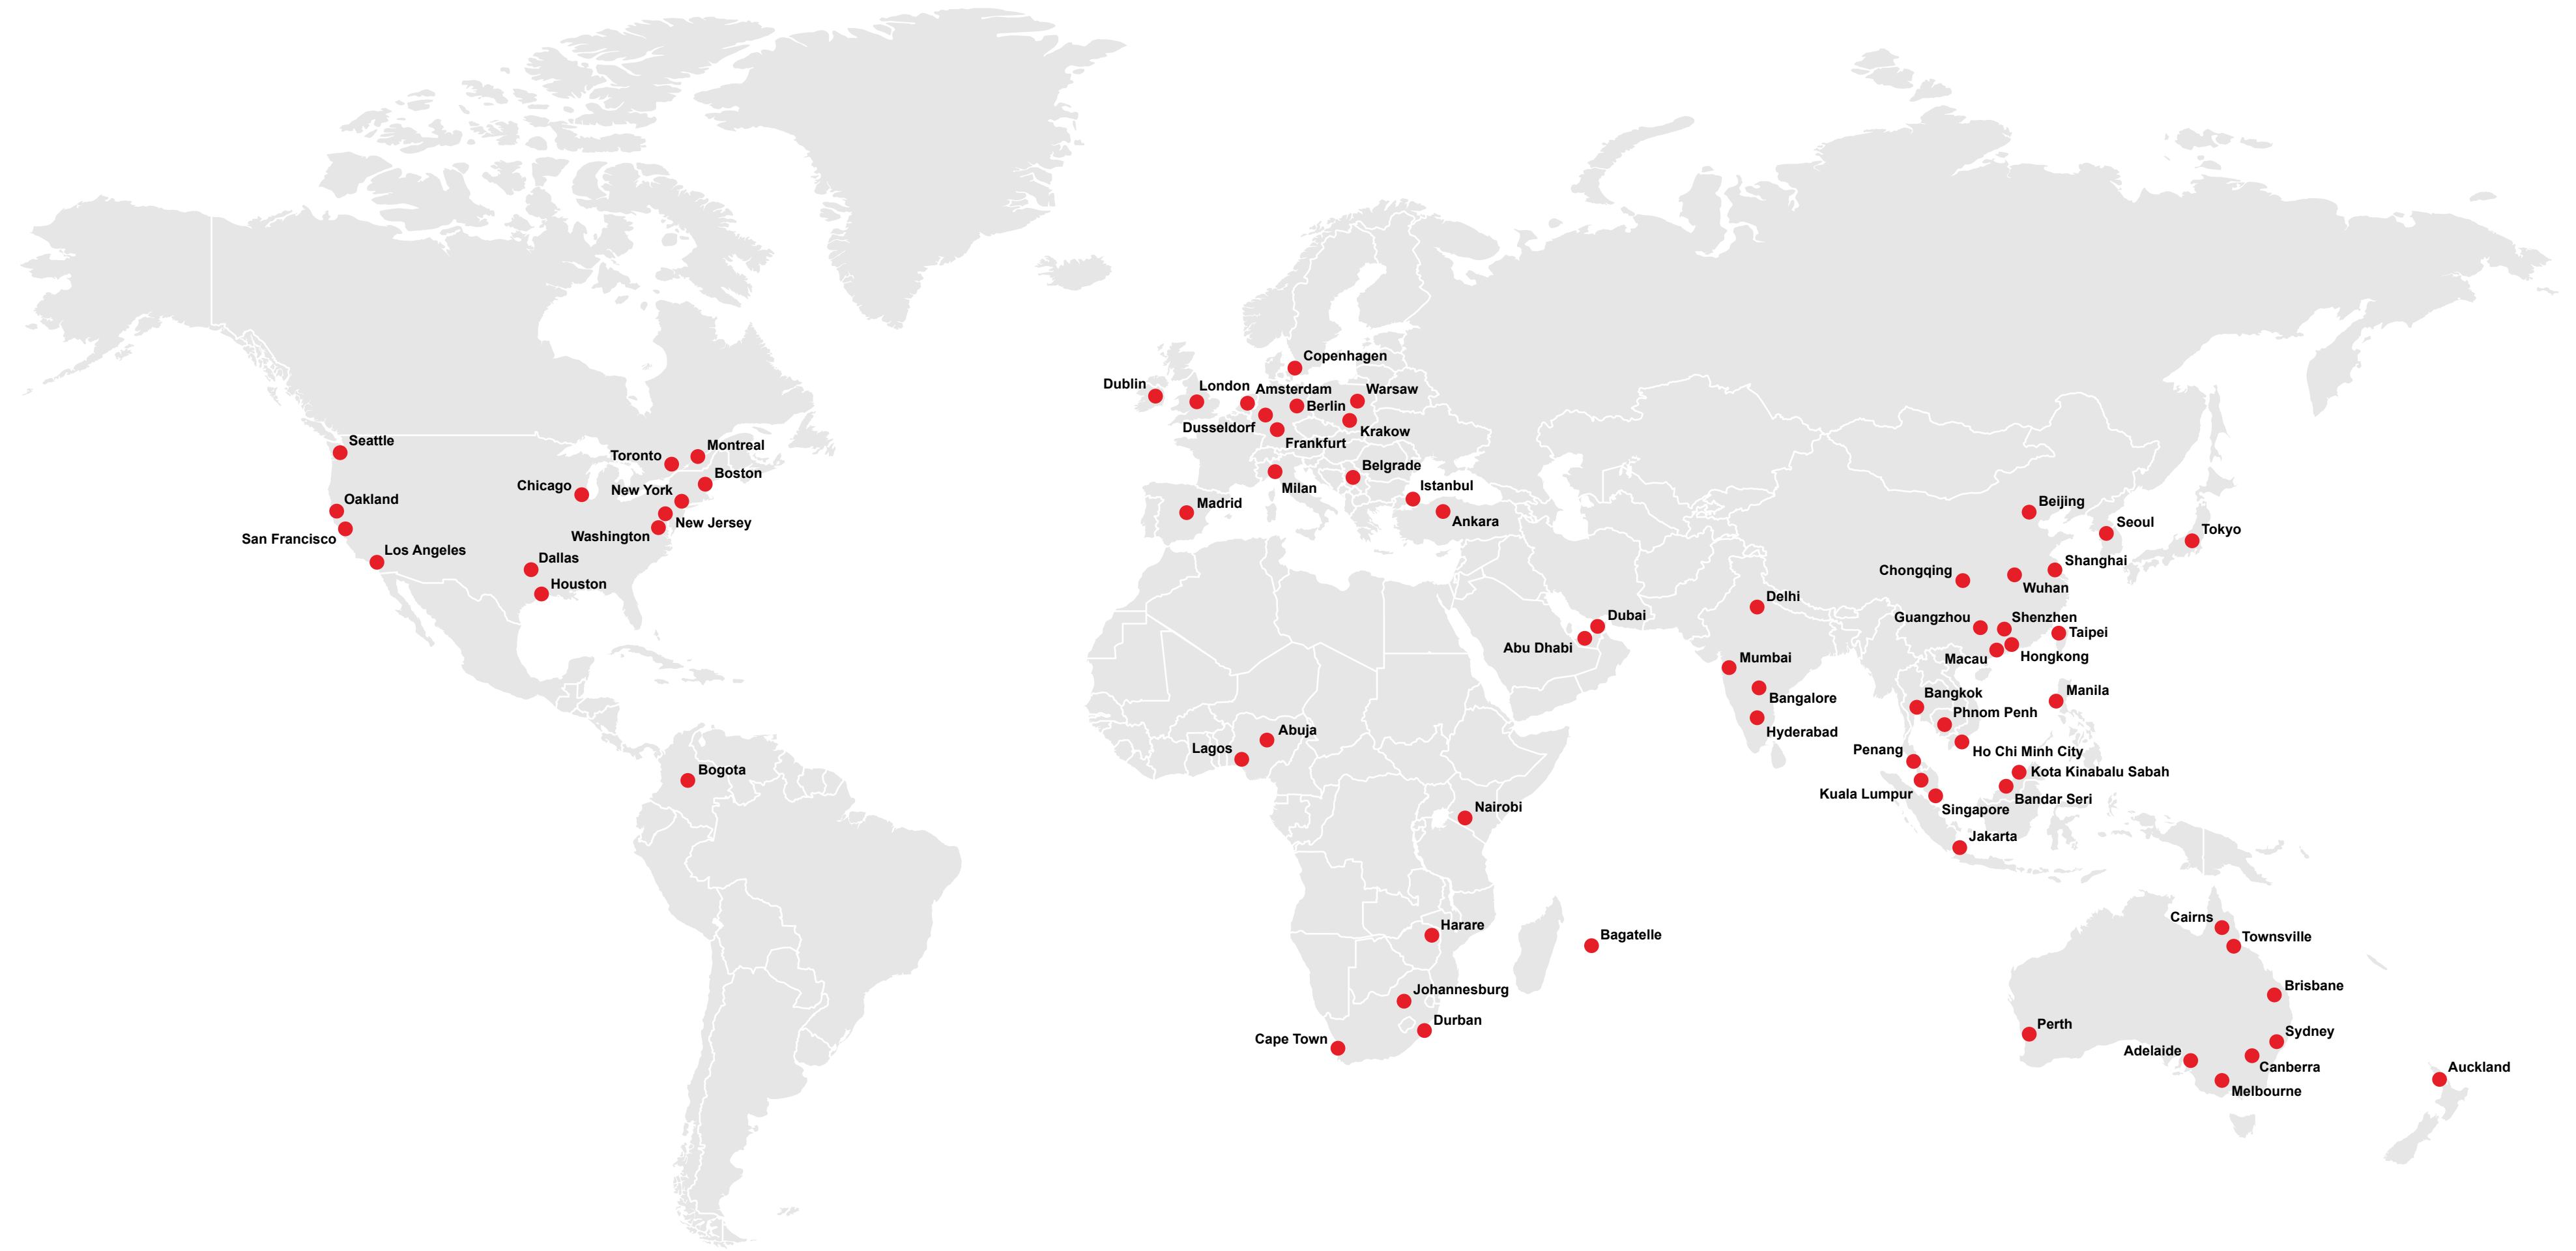 Seattle
Oakland
San Francisco
Los Angeles
Dallas
Houston
Chicago
Toronto
Montreal
Boston
New York
New Jersey
Washington
Bogota
Dublin
London
Copenhagen
Amsterdam
Berlin
Warsaw
Dusseldorf
Krakow
Frankfurt
Milan
Belgrade
Madrid
Istanbul
Ankara
Lagos
Abuja
Nairobi
Harare
Bagatelle
Johannesburg
Durban
Cape Town
Dubai
Abu Dhabi
Delhi
Mumbai
Bangalore
Hyderabad
Beijing
Seoul
Tokyo
Shanghai
Chongqing
Wuhan
Guangzhou
Shenzhen
Taipei
Macau
Hongkong
Manila
Bangkok
Phnom Penh
Ho Chi Minh City
Penang
Kota Kinabalu Sabah
Kuala Lumpur
Bandar Seri
Singapore
Jakarta
Cairns
Townsville
Brisbane
Perth
Sydney
Adelaide
Canberra
Melbourne
Auckland